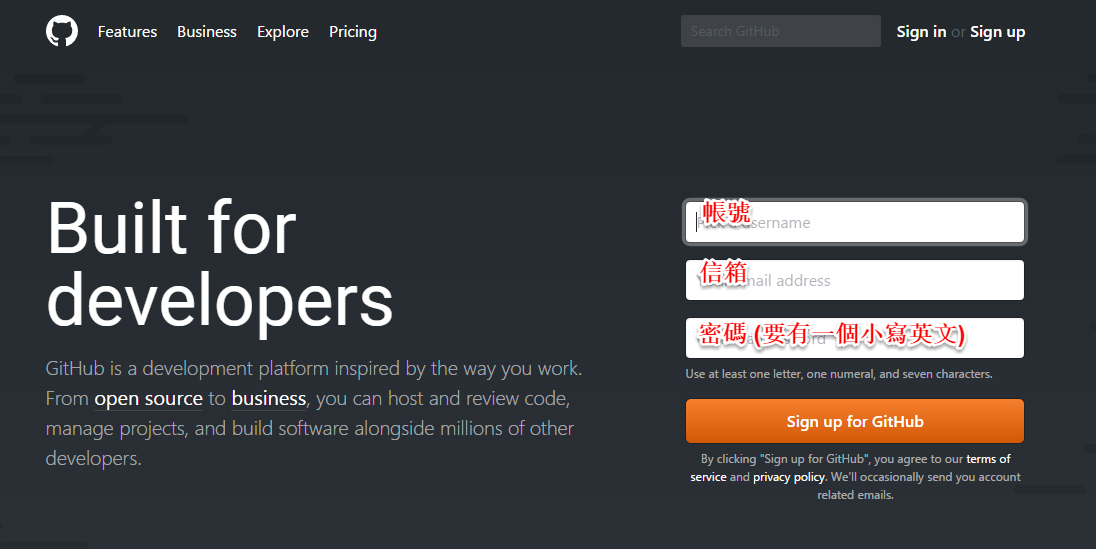 Features Business Explore Pricing
Search GitHub
Sign in or Sign up
Built for
developers
GitHub is a development platform inspired by the way you work.
From open source to business, you can host and review code,
manage projects, and build software alongside millions of other
developers.
帳號
username
信箱
email address
密碼 (要有一個小寫英文)
Use at least one letter, one numeral, and seven characters.
Sign up for GitHub
By clicking "Sign up for GitHub", you agree to our terms of
service and privacy policy. We'll occasionally send you account
related emails.